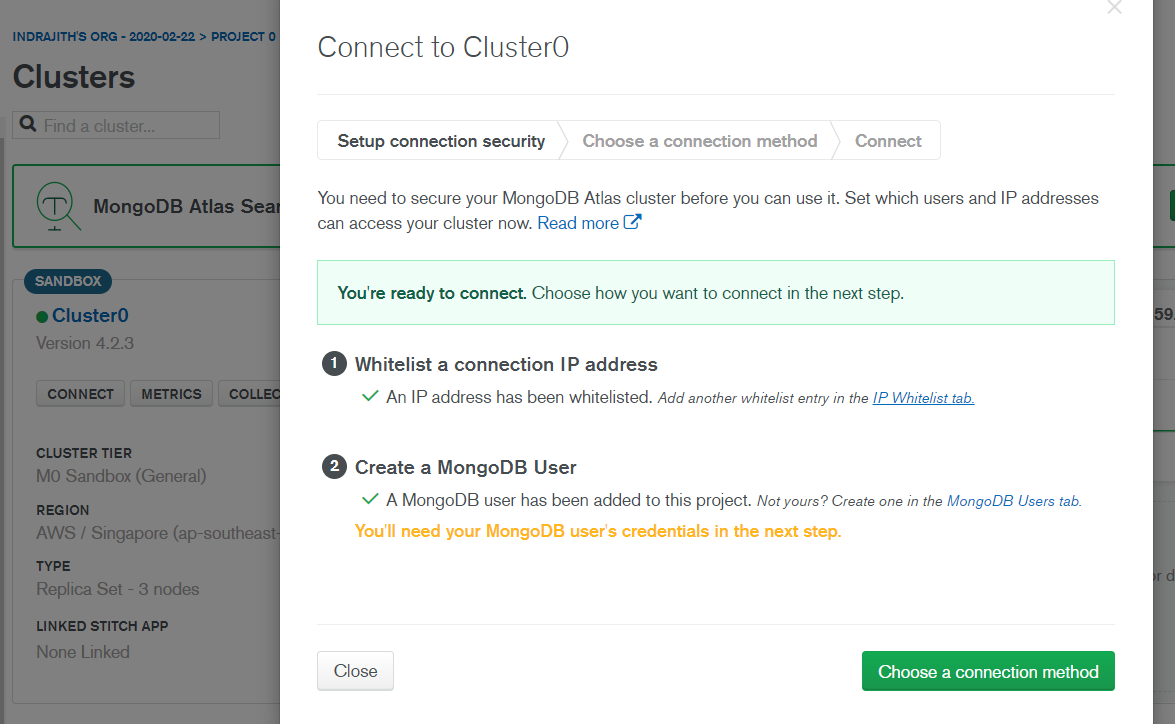 INDRAJITH'S ORG - 2020-02-22 > PROJECT 0
Clusters
Find a cluster...
MongoDB Atlas Sear
SANDBOX
Cluster0
Version 4.2.3
CONNECT METRICS COLLEC
CLUSTER TIER
M0 Sandbox (General)
REGION
AWS / Singapore (ap-southeast-
TYPE
Replica Set - 3 nodes
LINKED STITCH APP
None Linked
Connect to Cluster0
Setup connection security Choose a connection method Connect
You need to secure your MongoDB Atlas cluster before you can use it. Set which users and IP addresses
can access your cluster now. Read more
You're ready to connect. Choose how you want to connect in the next step.
1 Whitelist a connection IP address
An IP address has been whitelisted. Add another whitelist entry in the IP Whitelist tab.
2 Create a MongoDB User
A MongoDB user has been added to this project. Not yours? Create one in the MongoDB Users tab.
You'll need your MongoDB user's credentials in the next step.
Close Choose a connection method
59.
or d